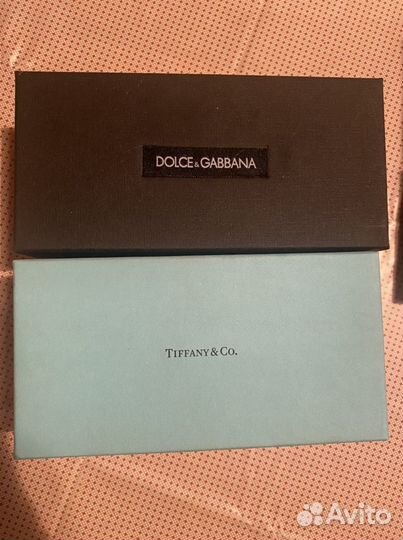 DOLCE & GABBANA
TIFFANY & CO.
Avito